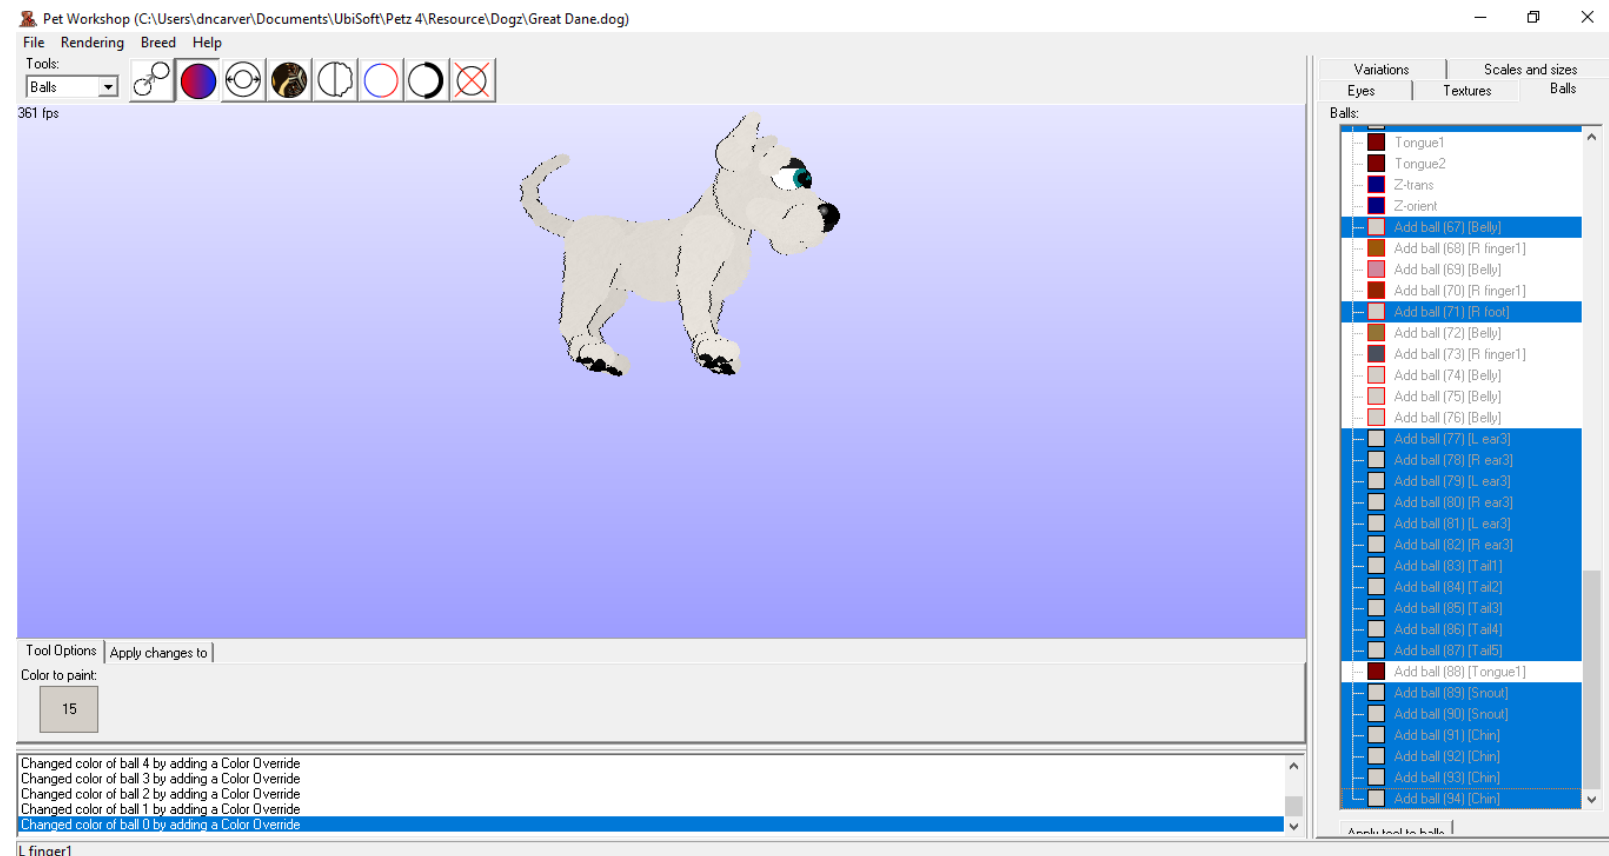 Pet Workshop (C:\Users\dncarver\Documents\UbiSoft\Petz 4\Resource\Dogz\Great Dane.dog)
File Rendering Breed Help
Tools:
Balls
361 fps
Variations Scales and sizes
Eyes Textures Balls
Balls:
Tongue1
Tongue2
Z-trans
Z-orient
Add ball (67) [Belly]
Add ball (68) [R finger1]
Add ball (69) [Belly]
Add ball (70) [R finger1]
Add ball (71) [R foot]
Add ball (72) [Belly]
Add ball (73) [R finger1]
Add ball (74) [Belly]
Add ball (75) [Belly]
Add ball (76) [Belly]
Add ball (77) [L ear3]
Add ball (78) [R ear3]
Add ball (79) [L ear3]
Add ball (80) [R ear3]
Add ball (81) [L ear3]
Add ball (82) [R ear3]
Add ball (83) [Tail1]
Add ball (84) [Tail2]
Add ball (85) [Tail3]
Add ball (86) [Tail4]
Add ball (87) [Tail5]
Add ball (88) [Tongue1]
Add ball (89) [Snout]
Add ball (90) [Snout]
Add ball (91) [Chin]
Add ball (92) [Chin]
Add ball (93) [Chin]
Add ball (94) [Chin]
Apply tool to balls
Tool Options Apply changes to
Color to paint:
15
Changed color of ball 4 by adding a Color Override
Changed color of ball 3 by adding a Color Override
Changed color of ball 2 by adding a Color Override
Changed color of ball 1 by adding a Color Override
Changed color of ball 0 by adding a Color Override
L finger1